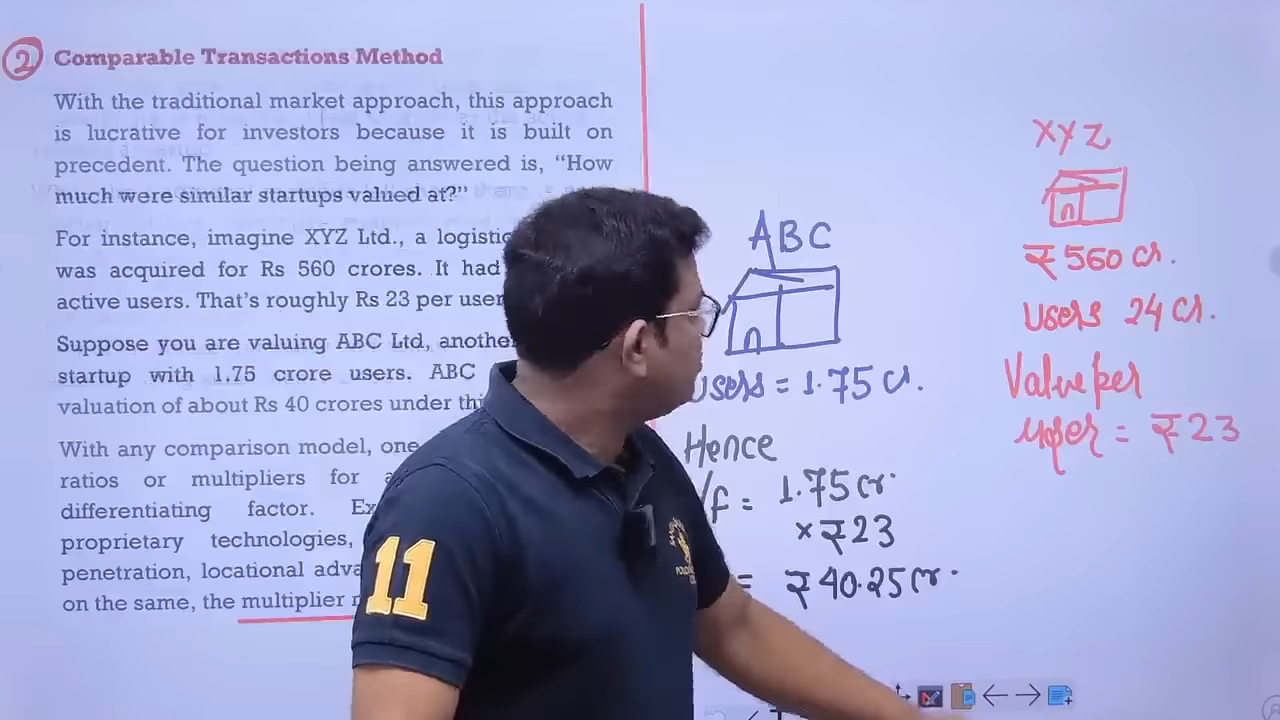 2 Comparable Transactions Method
With the traditional market approach, this approach
is lucrative for investors because it is built on
precedent. The question being answered is, “How
much were similar startups valued at?”
For instance, imagine XYZ Ltd., a
was acquired for Rs 560 crores. It had
active users. That’s roughly Rs 23 per
Suppose you are valuing ABC Ltd,
startup with 1.75 crore users. ABC
valuation of about Rs 40 crores under
With any comparison model, one
ratios or multipliers for
differentiating factor.
proprietary technologies,
penetration, locational
on the same, the multiplier
ABC
users = 1.75 cr.
Hence
= 1.75 cr.
× ₹23
= ₹40.25 cr.
XYZ
₹560 cr.
users 24 cr.
Value per
user = ₹23
11